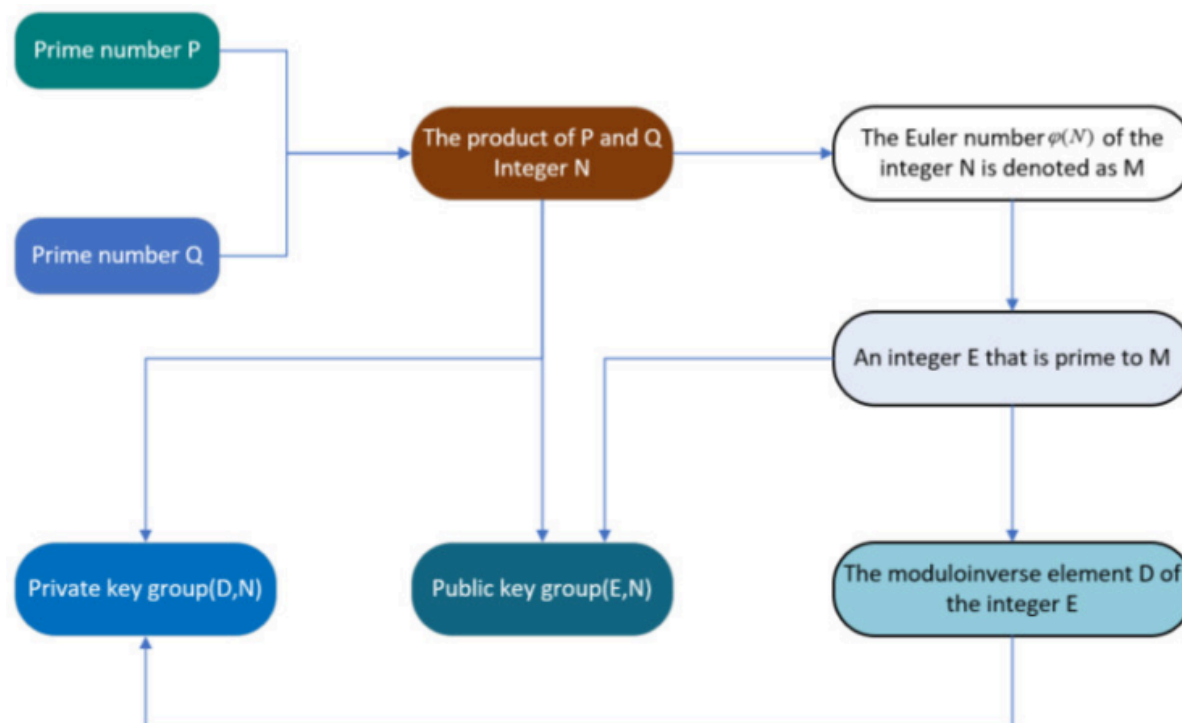 Prime number P
The product of P and Q
Integer N
The Euler number φ(N) of the
integer N is denoted as M
Prime number Q
An integer E that is prime to M
Private key group(D,N)
Public key group(E,N)
The moduloinverse element D of
the integer E